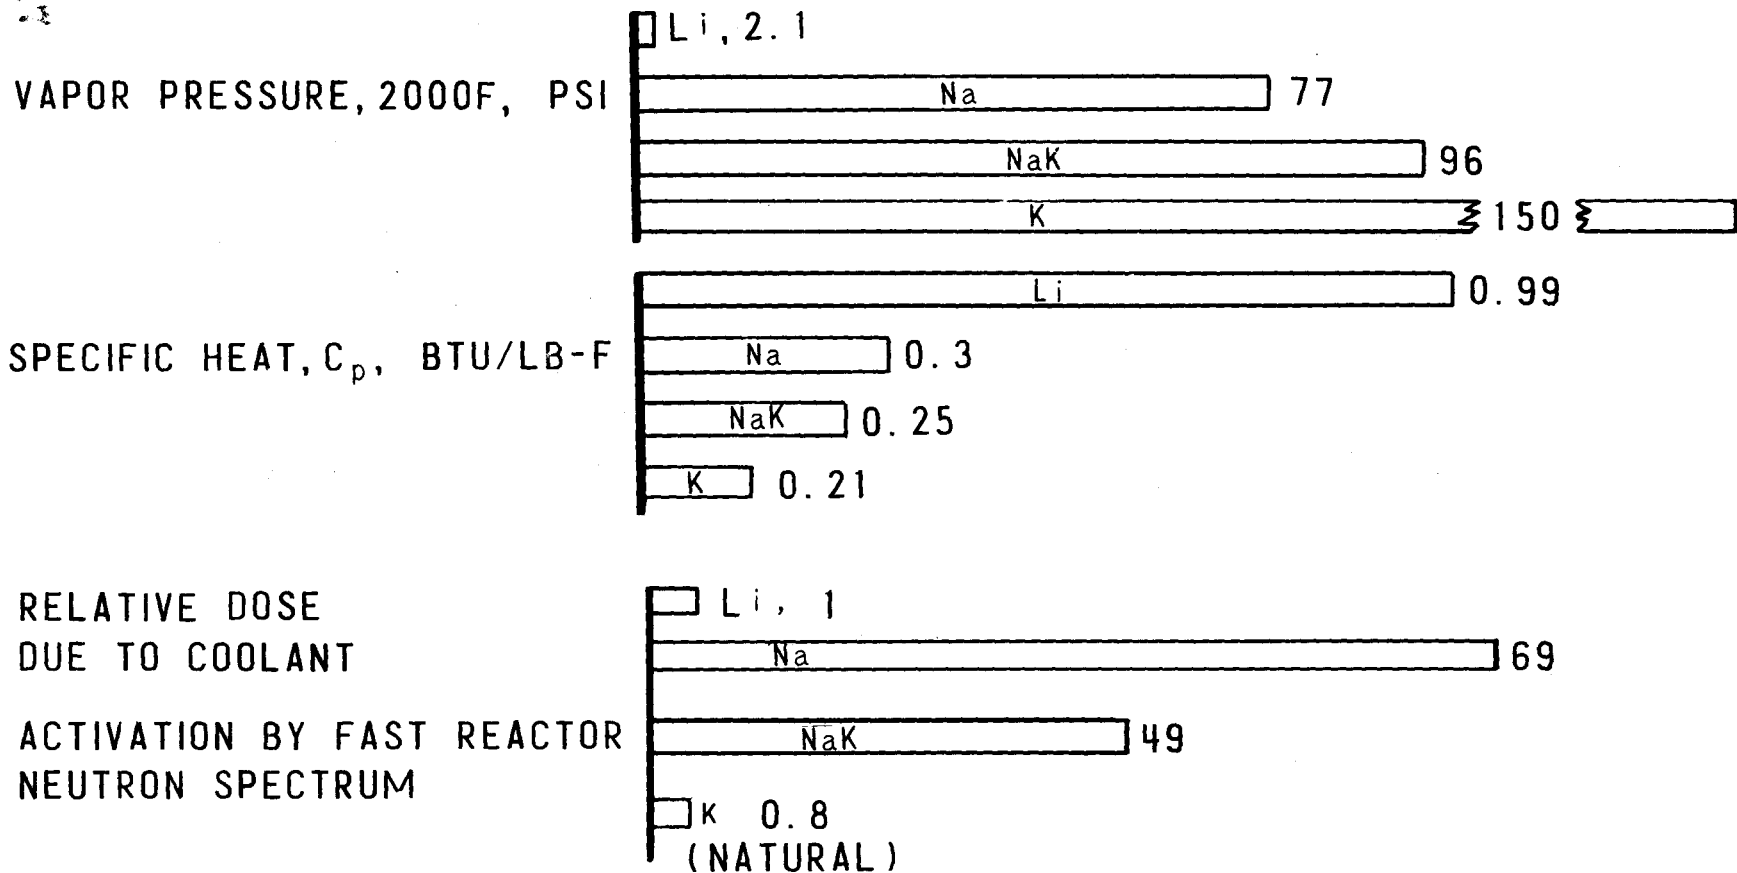 Li, 2.1
VAPOR PRESSURE, 2000F, PSI
Na 77
NaK 96
K 150
Li 0.99
SPECIFIC HEAT, Cp, BTU/LB-F
Na 0.3
NaK 0.25
K 0.21
RELATIVE DOSE
Li, 1
DUE TO COOLANT
Na 69
ACTIVATION BY FAST REACTOR
NaK 49
NEUTRON SPECTRUM
K 0.8
(NATURAL)